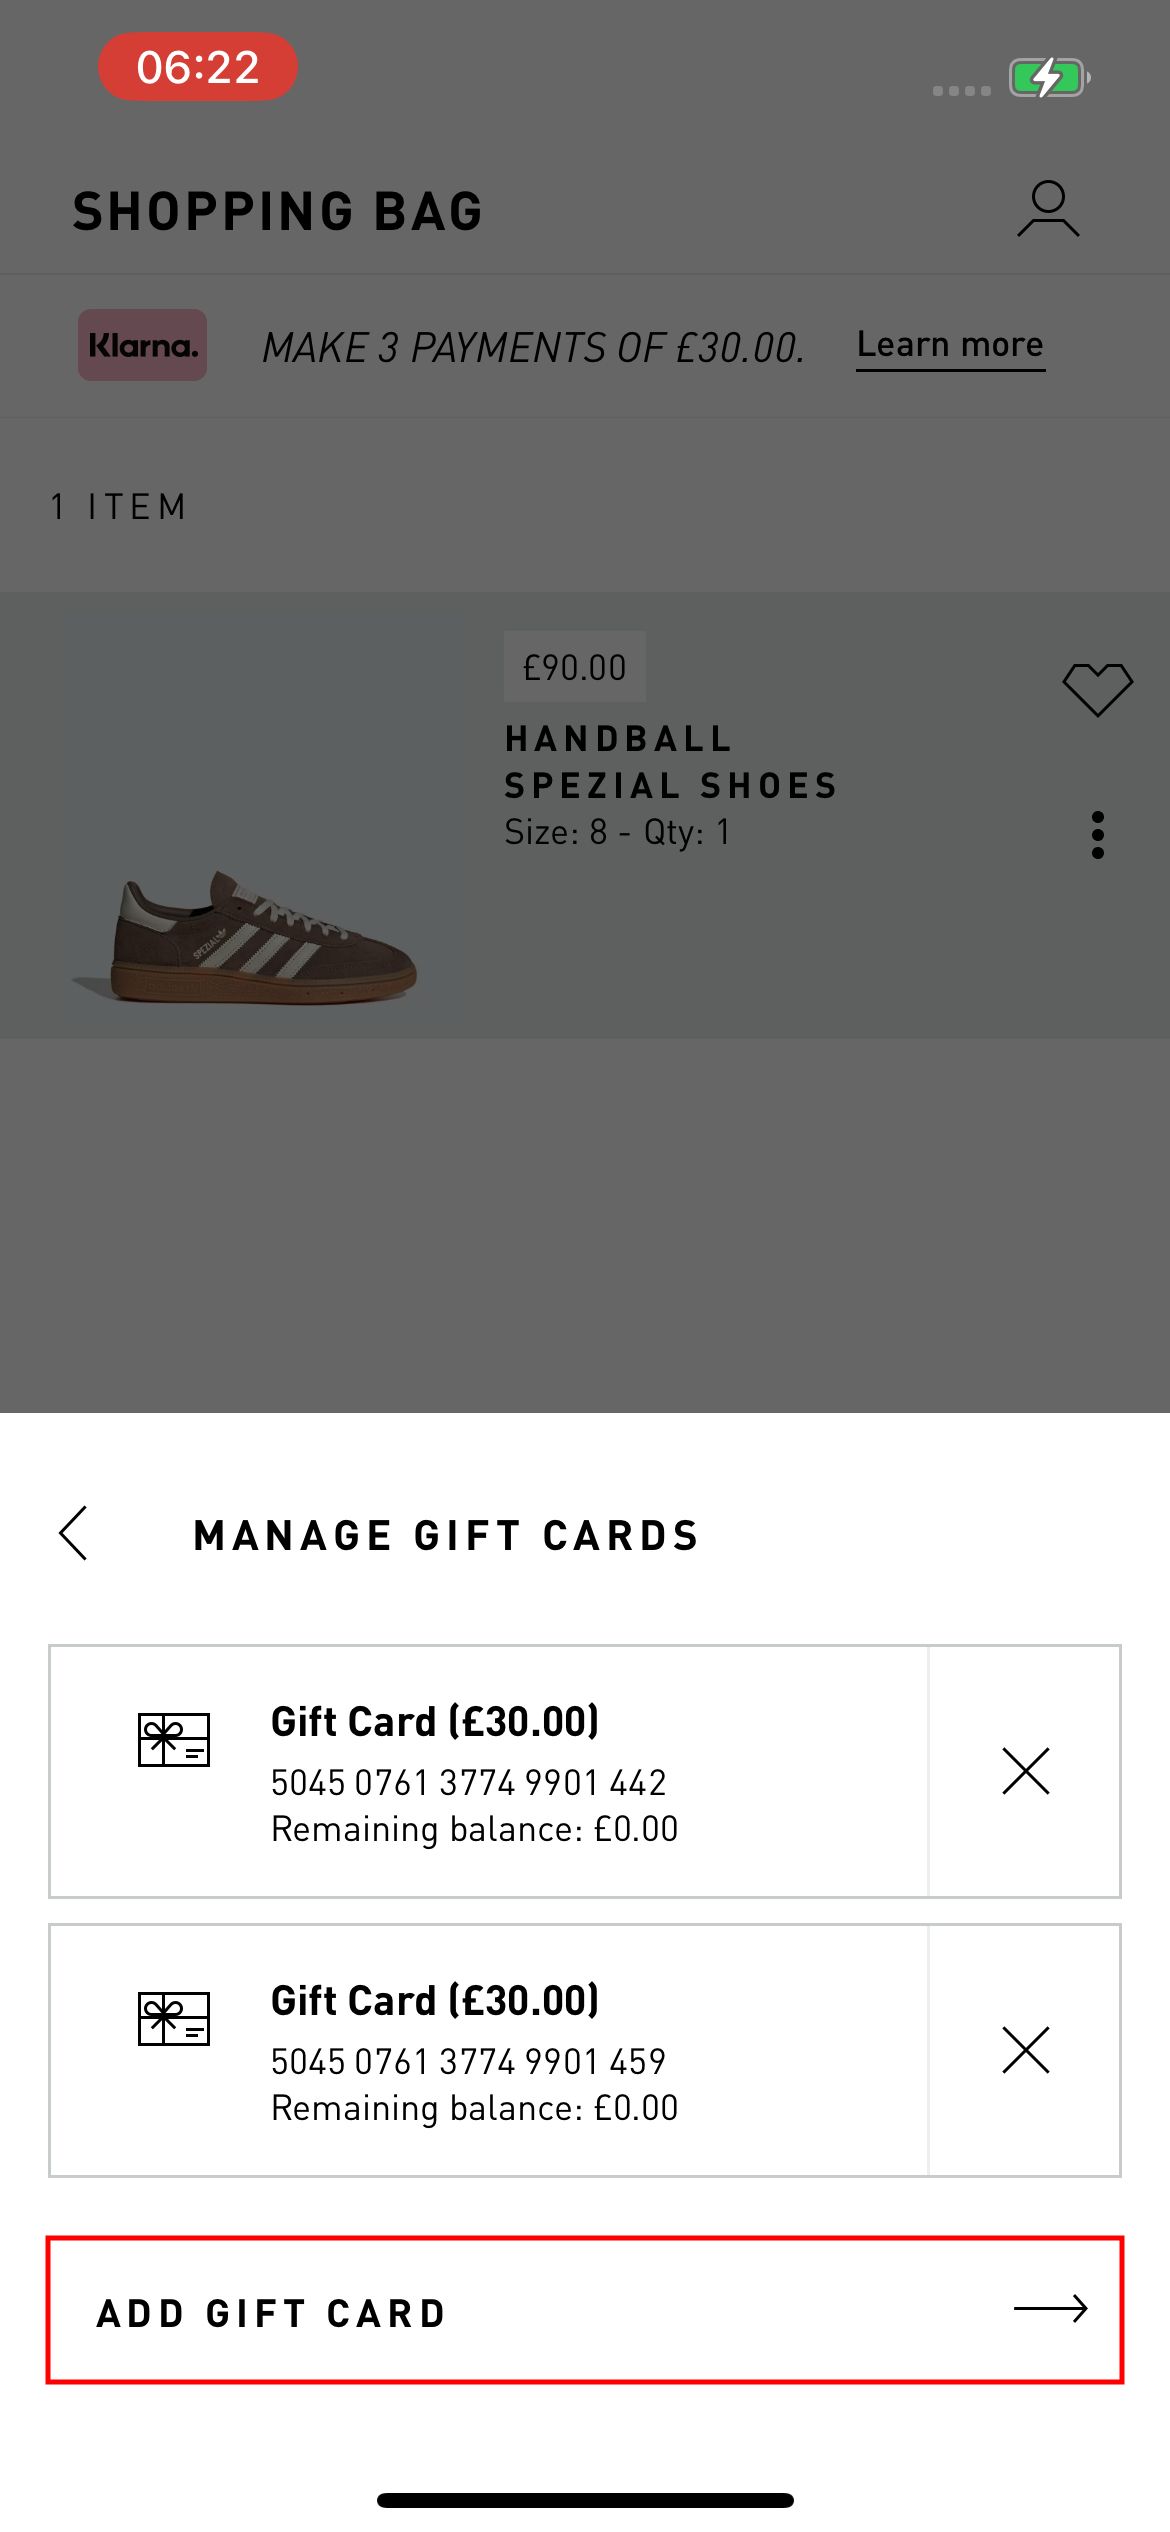 06:22
SHOPPING BAG
Klarna.
MAKE 3 PAYMENTS OF £30.00.
Learn more
1 ITEM
£90.00
HANDBALL
SPEZIAL SHOES
Size: 8 - Qty: 1
SPEZIAL
MANAGE GIFT CARDS
Gift Card (£30.00)
5045 0761 3774 9901 442
Remaining balance: £0.00
Gift Card (£30.00)
5045 0761 3774 9901 459
Remaining balance: £0.00
ADD GIFT CARD